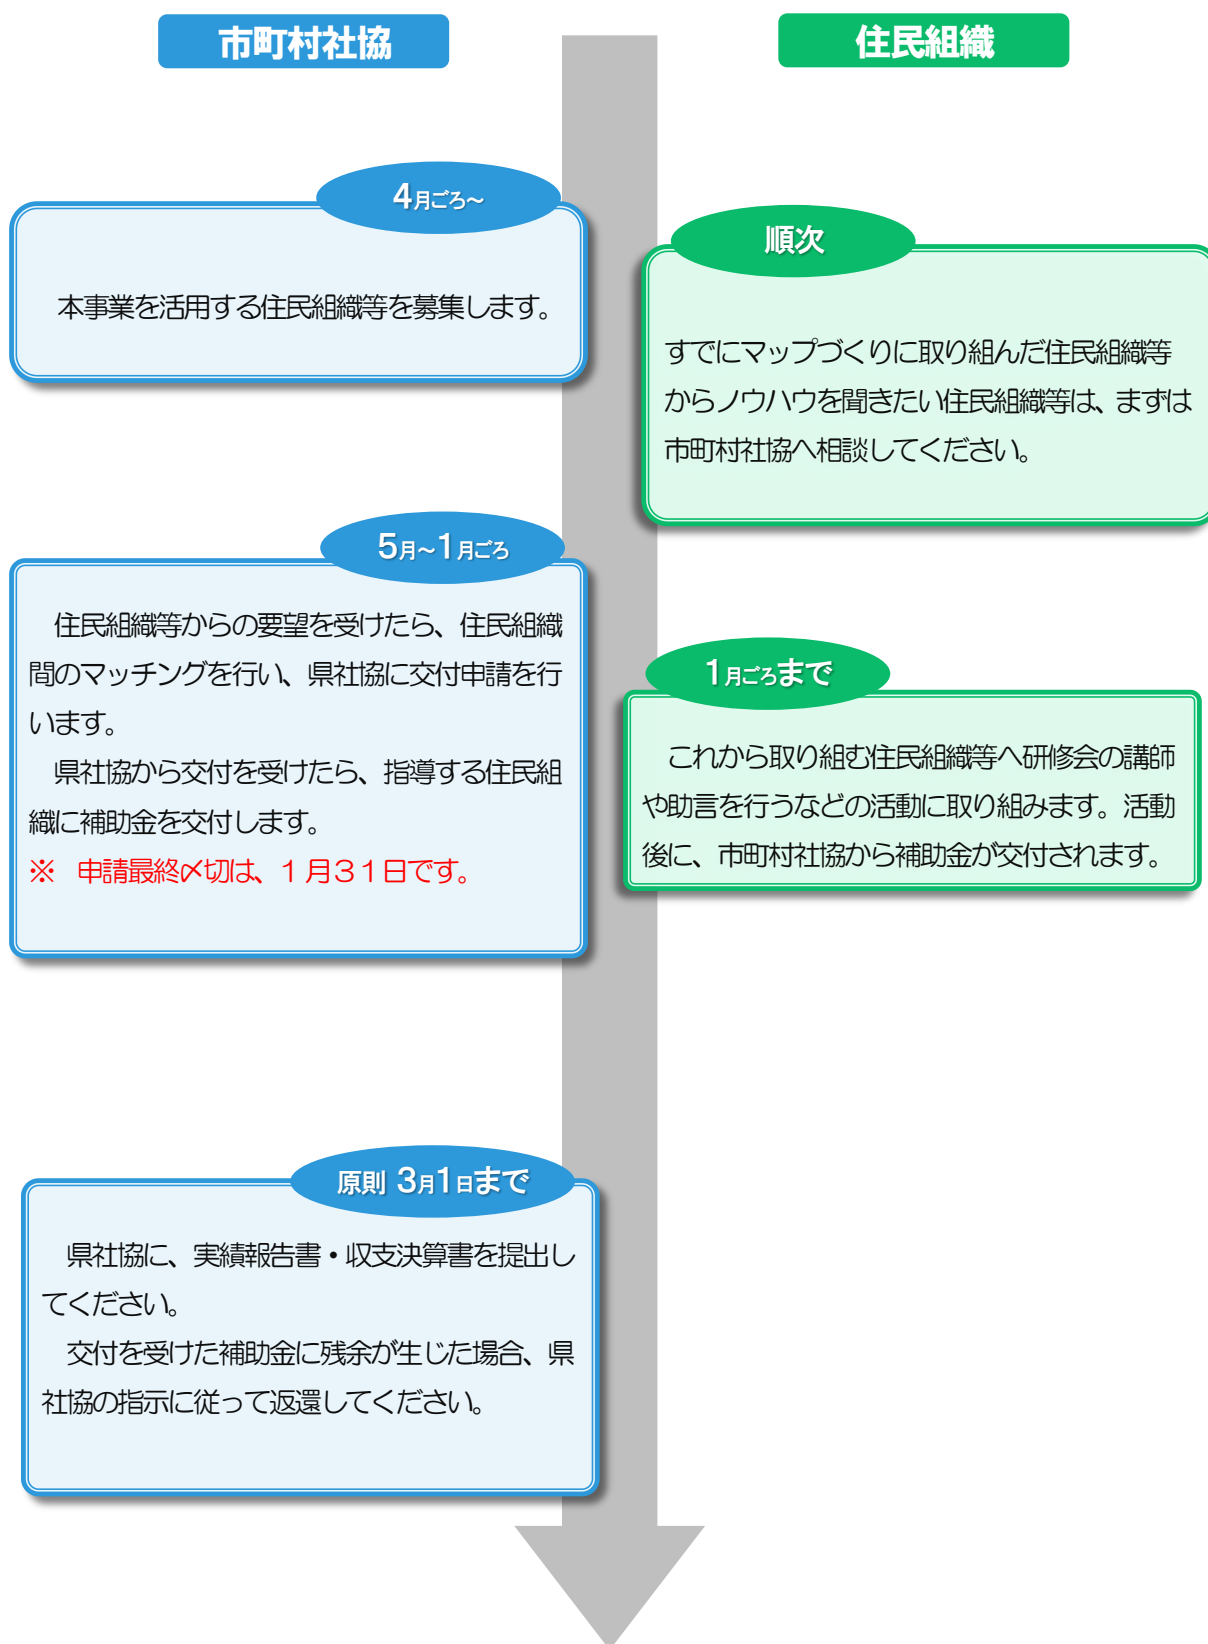 市町村社協
住民組織
4月ごろ~
本事業を活用する住民組織等を募集します。
順次
すでにマップづくりに取り組んだ住民組織等
からノウハウを聞きたい住民組織等は、まずは
市町村社協へ相談してください。
5月~1月ごろ
住民組織等からの要望を受けたら、住民組織
間のマッチングを行い、県社協に交付申請を行
います。
県社協から交付を受けたら、指導する住民組
織に補助金を交付します。
※ 申請最終〆切は、1月31日です。
1月ごろまで
これから取り組む住民組織等へ研修会の講師
や助言を行うなどの活動に取り組みます。活動
後に、市町村社協から補助金が交付されます。
原則 3月1日まで
県社協に、実績報告書・収支決算書を提出し
てください。
交付を受けた補助金に残余が生じた場合、県
社協の指示に従って返還してください。